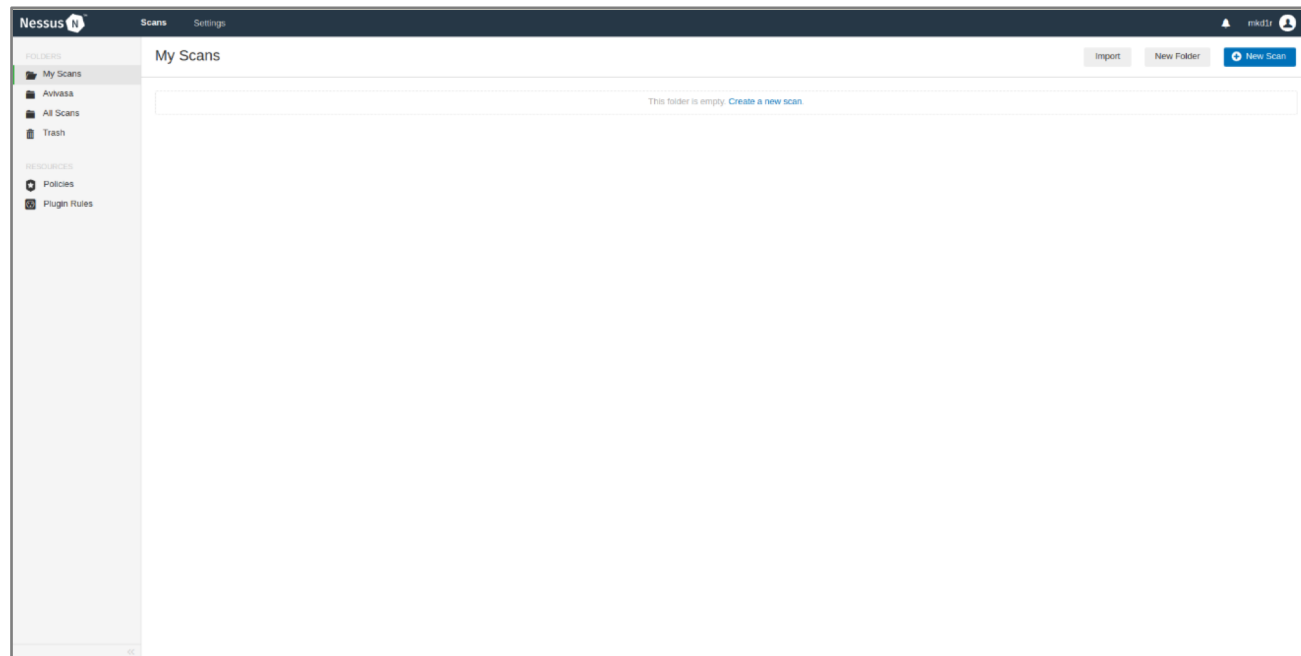 Nessus N Scans Settings mkd1r
FOLDERS
My Scans
Avivasa
All Scans
Trash
RESOURCES
Policies
Plugin Rules
My Scans Import New Folder New Scan
This folder is empty. Create a new scan.